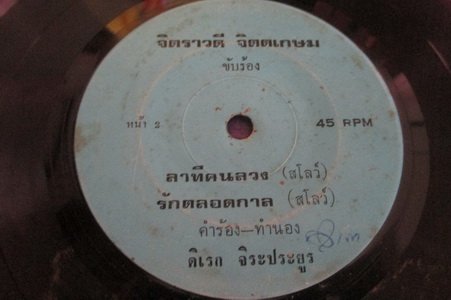 จิตราวดี จิตตเกษม
ขับร้อง
หน้า 2
45 RPM
ลาทีคนลวง (สโลว์)
รักตลอดกาล (สโลว์)
คำร้อง—ทำนอง
ดิเรก จิระประยูร